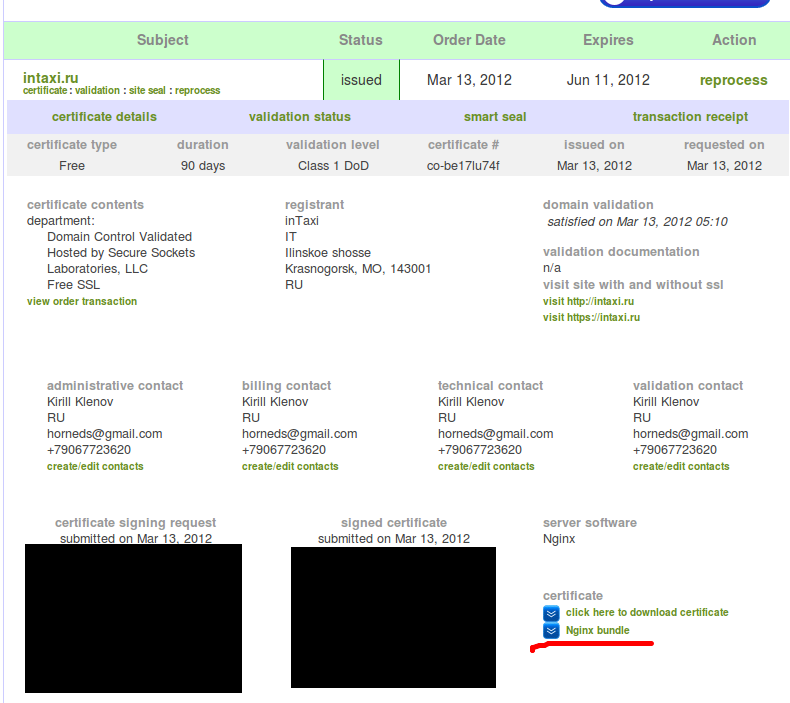 Subject Status Order Date Expires Action
intaxi.ru issued Mar 13, 2012 Jun 11, 2012 reprocess
certificate : validation : site seal : reprocess
certificate details validation status smart seal transaction receipt
certificate type duration validation level certificate # issued on requested on
Free 90 days Class 1 DoD co-be17lu74f Mar 13, 2012 Mar 13, 2012
certificate contents registrant domain validation
department: inTaxi satisfied on Mar 13, 2012 05:10
Domain Control Validated IT
Hosted by Secure Sockets Ilinskoe shosse validation documentation
Laboratories, LLC Krasnogorsk, MO, 143001 n/a
Free SSL RU visit site with and without ssl
view order transaction visit http://intaxi.ru
visit https://intaxi.ru
administrative contact billing contact technical contact validation contact
Kirill Klenov Kirill Klenov Kirill Klenov Kirill Klenov
RU RU RU RU
horneds@gmail.com horneds@gmail.com horneds@gmail.com horneds@gmail.com
+79067723620 +79067723620 +79067723620 +79067723620
create/edit contacts create/edit contacts create/edit contacts create/edit contacts
certificate signing request signed certificate server software
submitted on Mar 13, 2012 submitted on Mar 13, 2012 Nginx
certificate
click here to download certificate
Nginx bundle